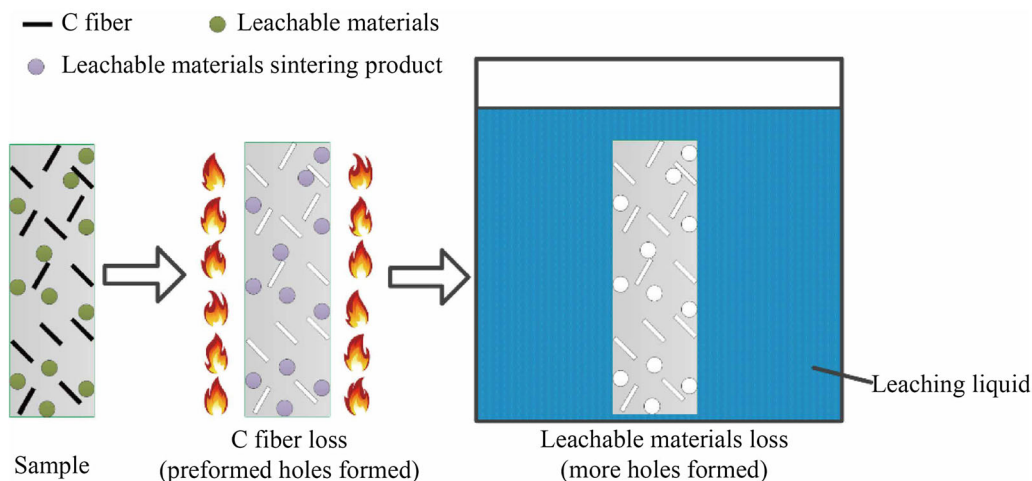 C fiber
Leachable materials
Leachable materials sintering product
Leaching liquid
Sample
C fiber loss
(preformed holes formed)
Leachable materials loss
(more holes formed)